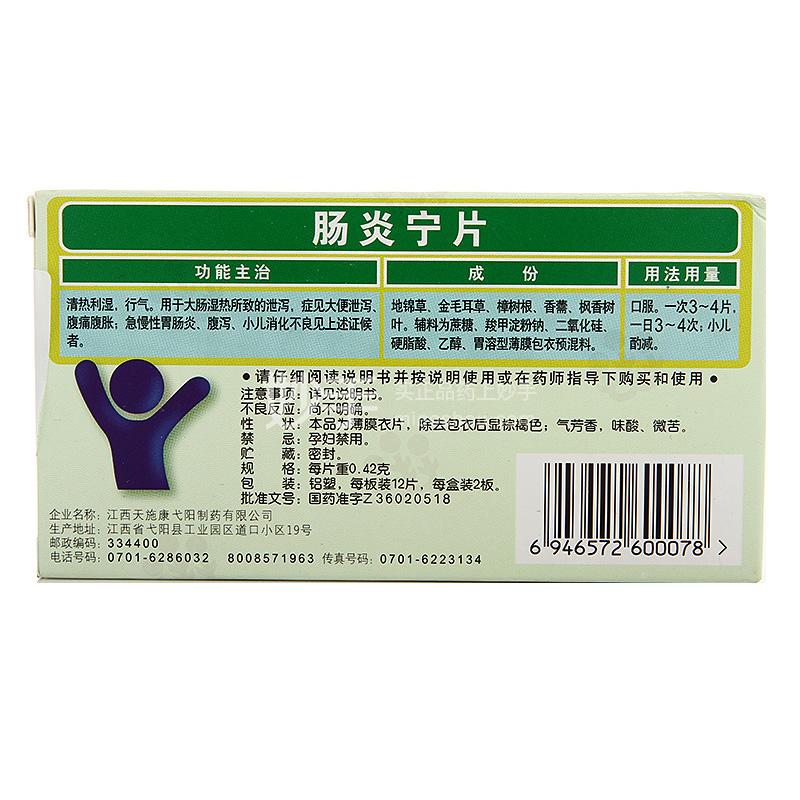 肠炎宁片
功能主治
清热利湿，行气。用于大肠湿热所致的泄泻，症见大便泄泻、
腹痛腹胀；急慢性胃肠炎、腹泻、小儿消化不良见上述证候
者。
成 份
地锦草、金毛耳草、樟树根、香薷、枫香树
叶。辅料为蔗糖、羧甲淀粉钠、二氧化硅、
硬脂酸、乙醇、胃溶型薄膜包衣预混料。
用法用量
口服。一次3～4片，
一日3～4次；小儿
酌减。
●请仔细阅读说明书并按说明使用或在药师指导下购买和使用●
注意事项：详见说明书。
不良反应：尚不明确。
性 状：本品为薄膜衣片，除去包衣后显棕褐色；气芳香，味酸、微苦。
禁 忌：孕妇禁用。
贮 藏：密封。
规 格：每片重0.42克
包 装：铝塑，每板装12片，每盒装2板。
批准文号：国药准字Z36020518
企业名称：江西天施康弋阳制药有限公司
生产地址：江西省弋阳县工业园区道口小区19号
邮政编码：334400
电话号码：0701-6286032 8008571963 传真号码：0701-6223134
6 946572 600078 >
买正品药上妙手